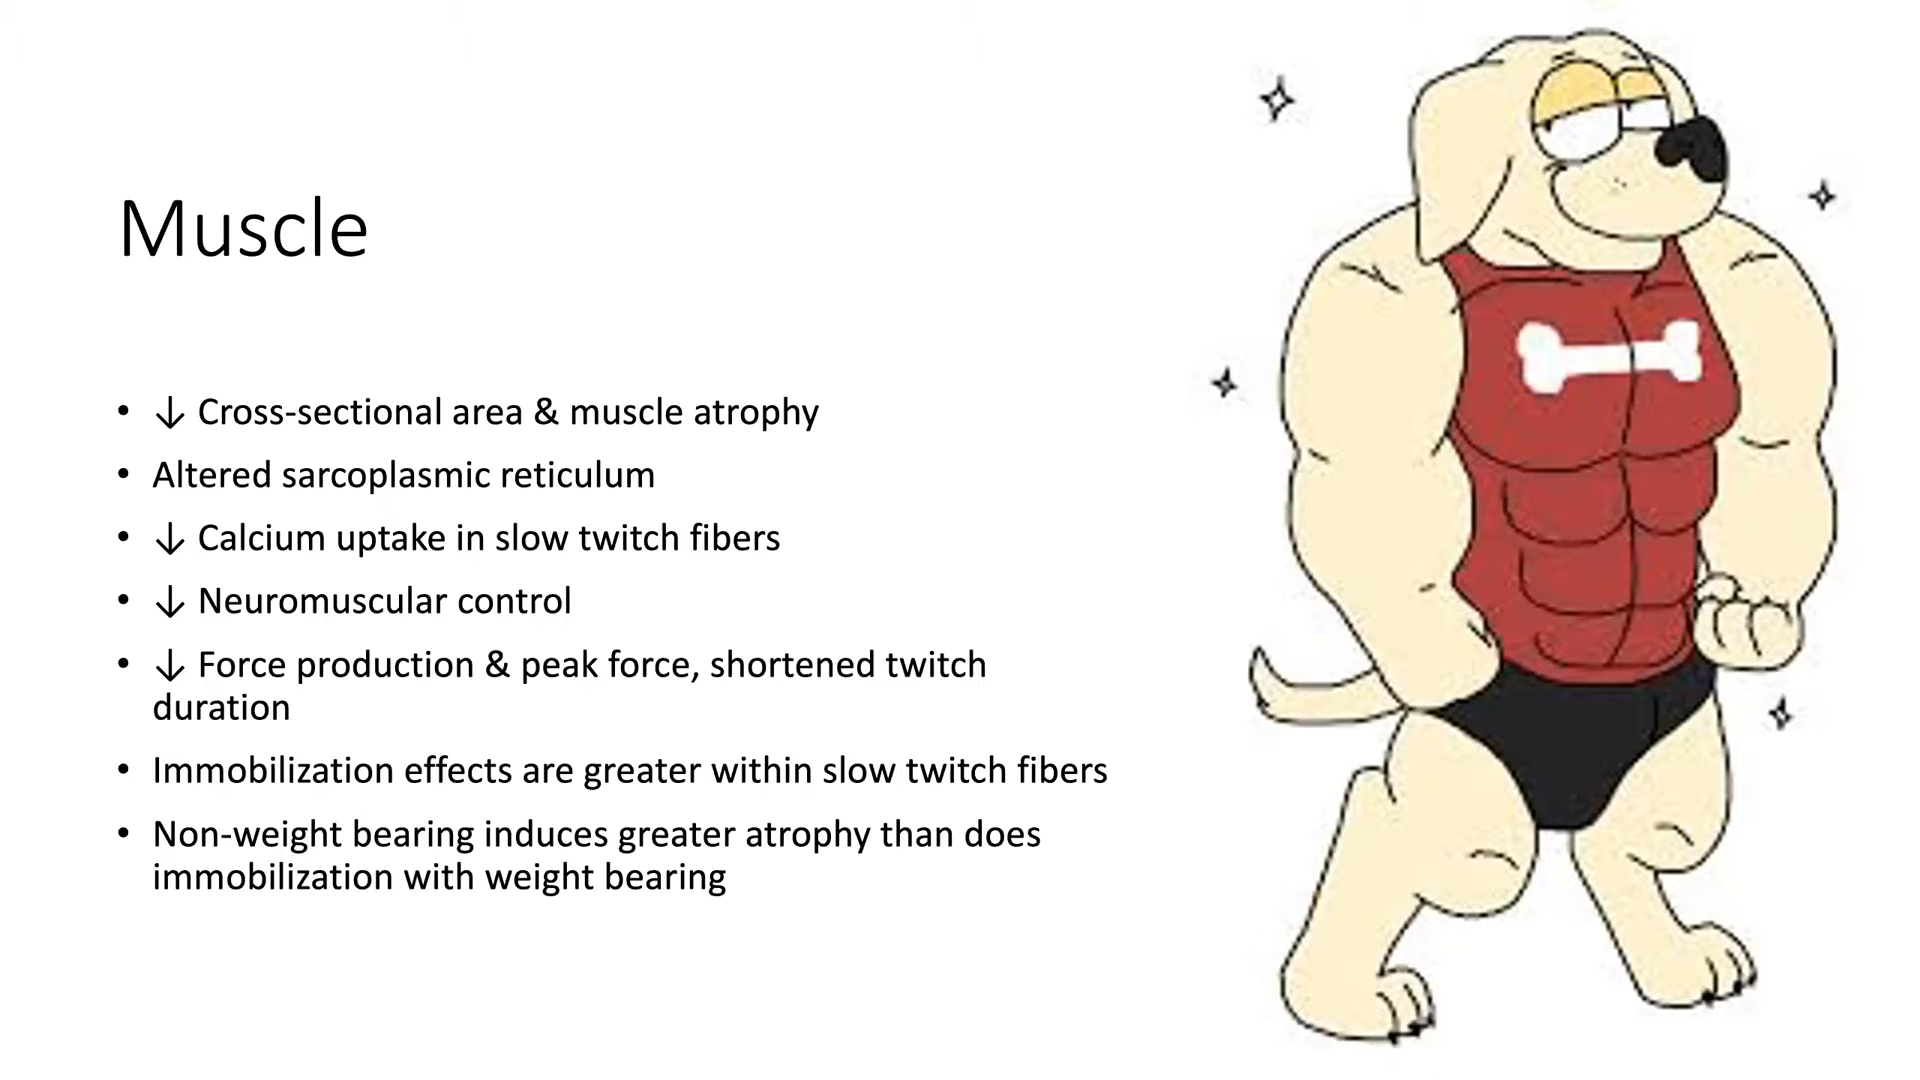 Muscle
• ↓ Cross-sectional area & muscle atrophy
• Altered sarcoplasmic reticulum
• ↓ Calcium uptake in slow twitch fibers
• ↓ Neuromuscular control
• ↓ Force production & peak force, shortened twitch
duration
• Immobilization effects are greater within slow twitch fibers
• Non-weight bearing induces greater atrophy than does
immobilization with weight bearing